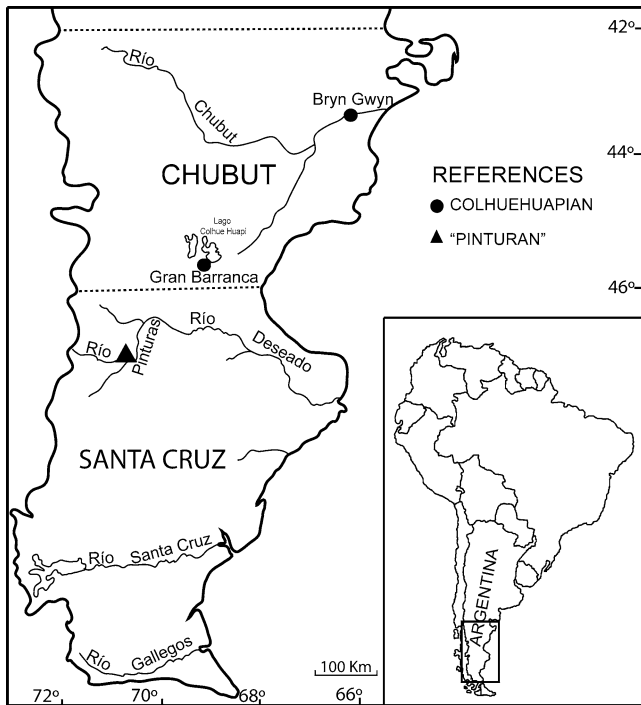 42º
Río
Chubut
Bryn Gwyn
44º
CHUBUT
REFERENCES
COLHUEHUAPIAN
"PINTURAN"
Lago
Colhue Huapi
Gran Barranca
46º
Río
Deseado
Río
Pinturas
SANTA CRUZ
Río Santa Cruz
Río Gallegos
100 Km
72º
70º
68º
66º
ARGENTINA